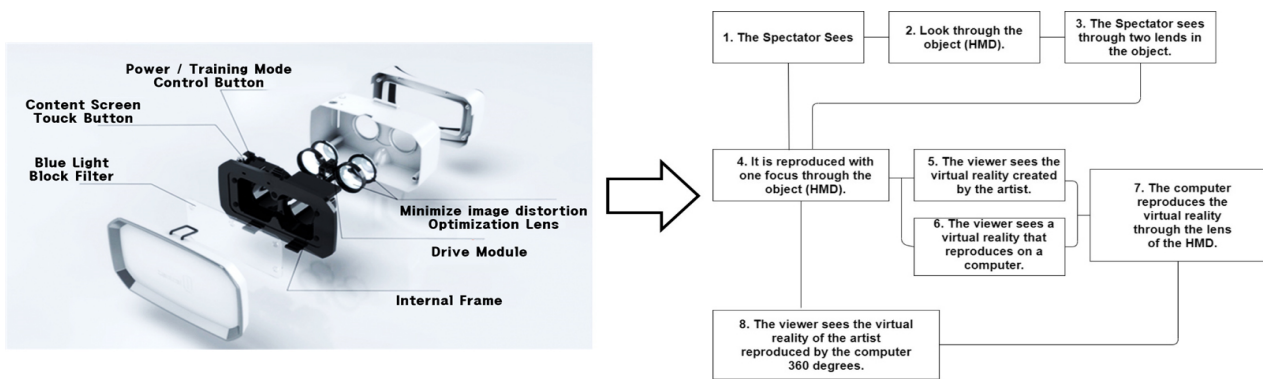 Power / Training Mode
Control Button
Content Screen
Touck Button
Blue Light
Block Filter
Minimize image distortion
Optimization Lens
Drive Module
Internal Frame
1. The Spectator Sees
2. Look through the
object (HMD).
3. The Spectator sees
through two lends in
the object.
4. It is reproduced with
one focus through the
object (HMD).
5. The viewer sees the
virtual reality created
by the artist.
6. The viewer sees a
virtual reality that
reproduces on a
computer.
7. The computer
reproduces the
virtual reality
through the lens
of the HMD.
8. The viewer sees the virtual
reality of the artist
reproduced by the computer
360 degrees.